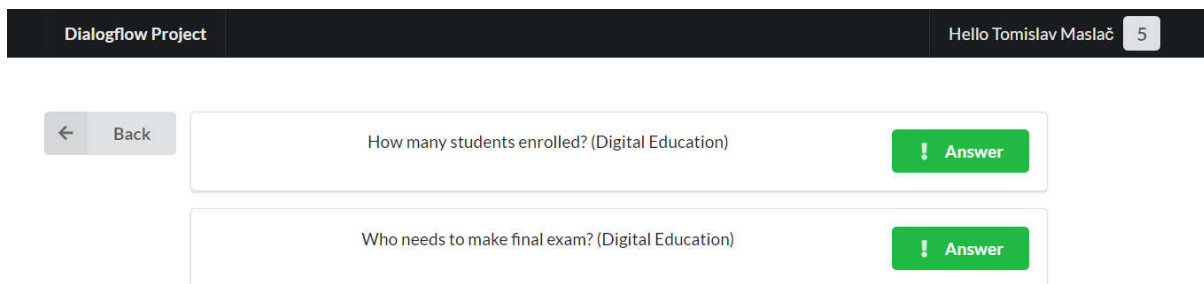 Dialogflow Project
Hello Tomislav Maslač 5
Back
How many students enrolled? (Digital Education)
Answer
Who needs to make final exam? (Digital Education)
Answer